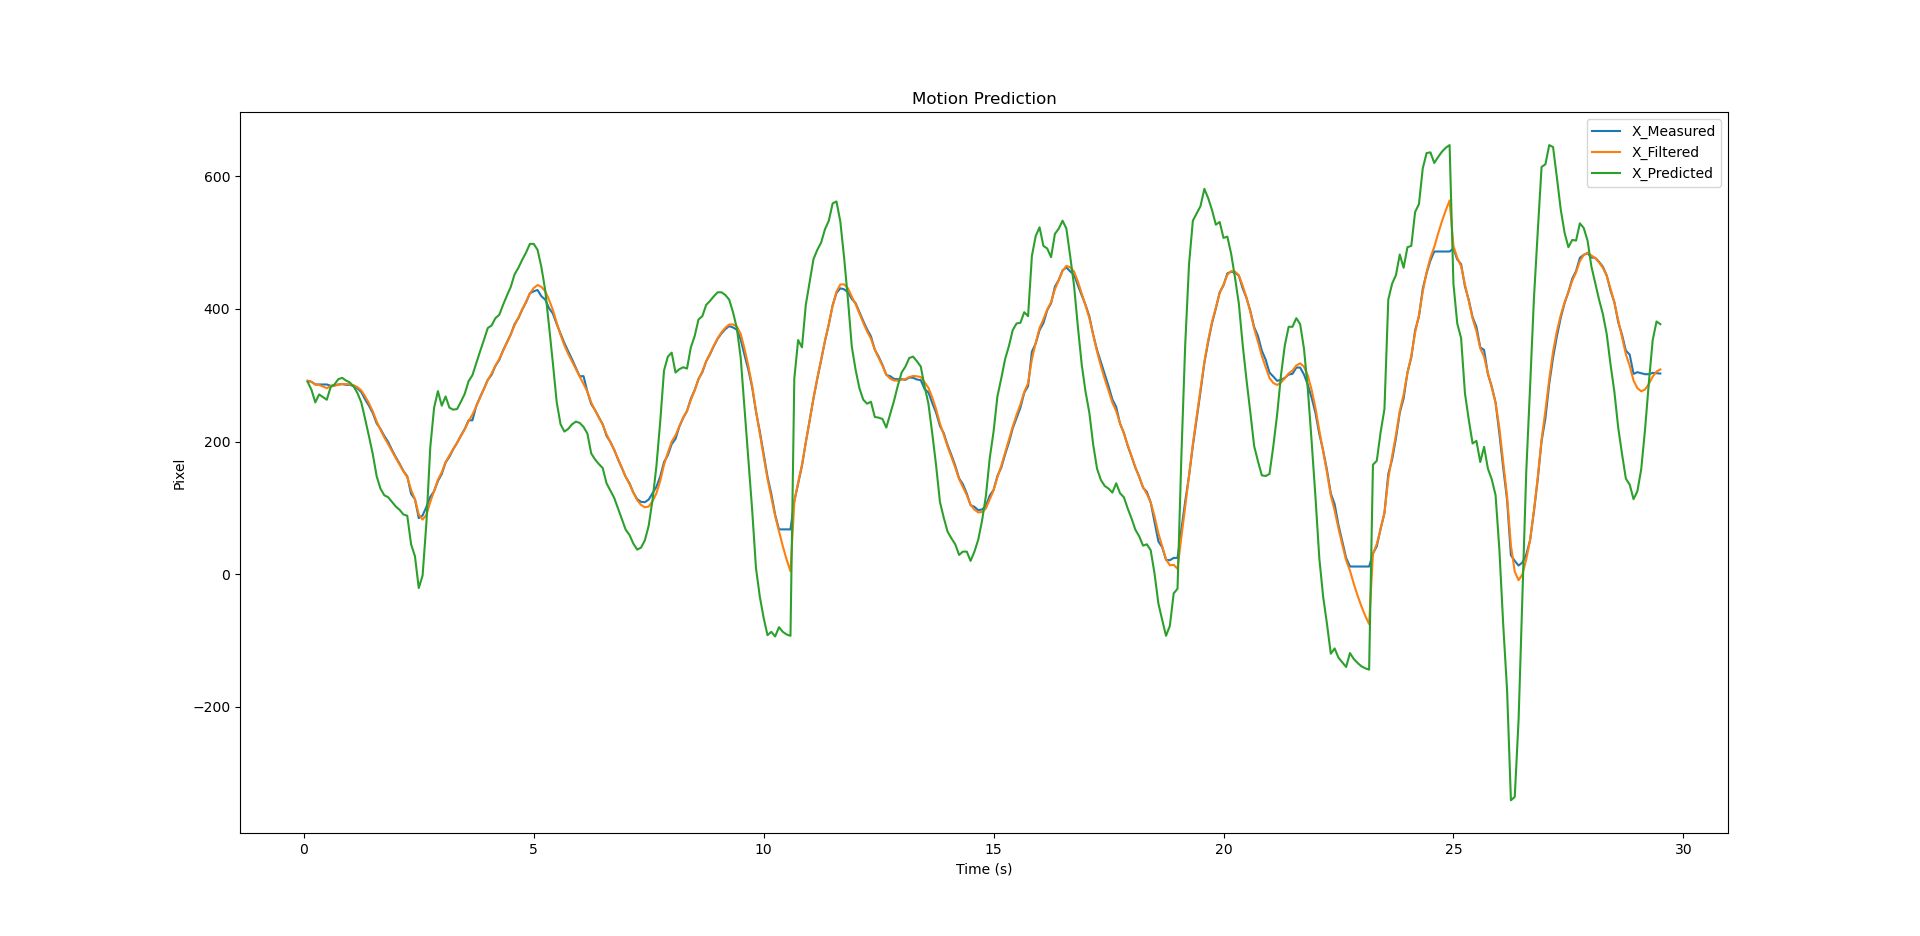 Motion Prediction
X_Measured
X_Filtered
X_Predicted
600
400
200
0
−200
Pixel
0 5 10 15 20 25 30
Time (s)